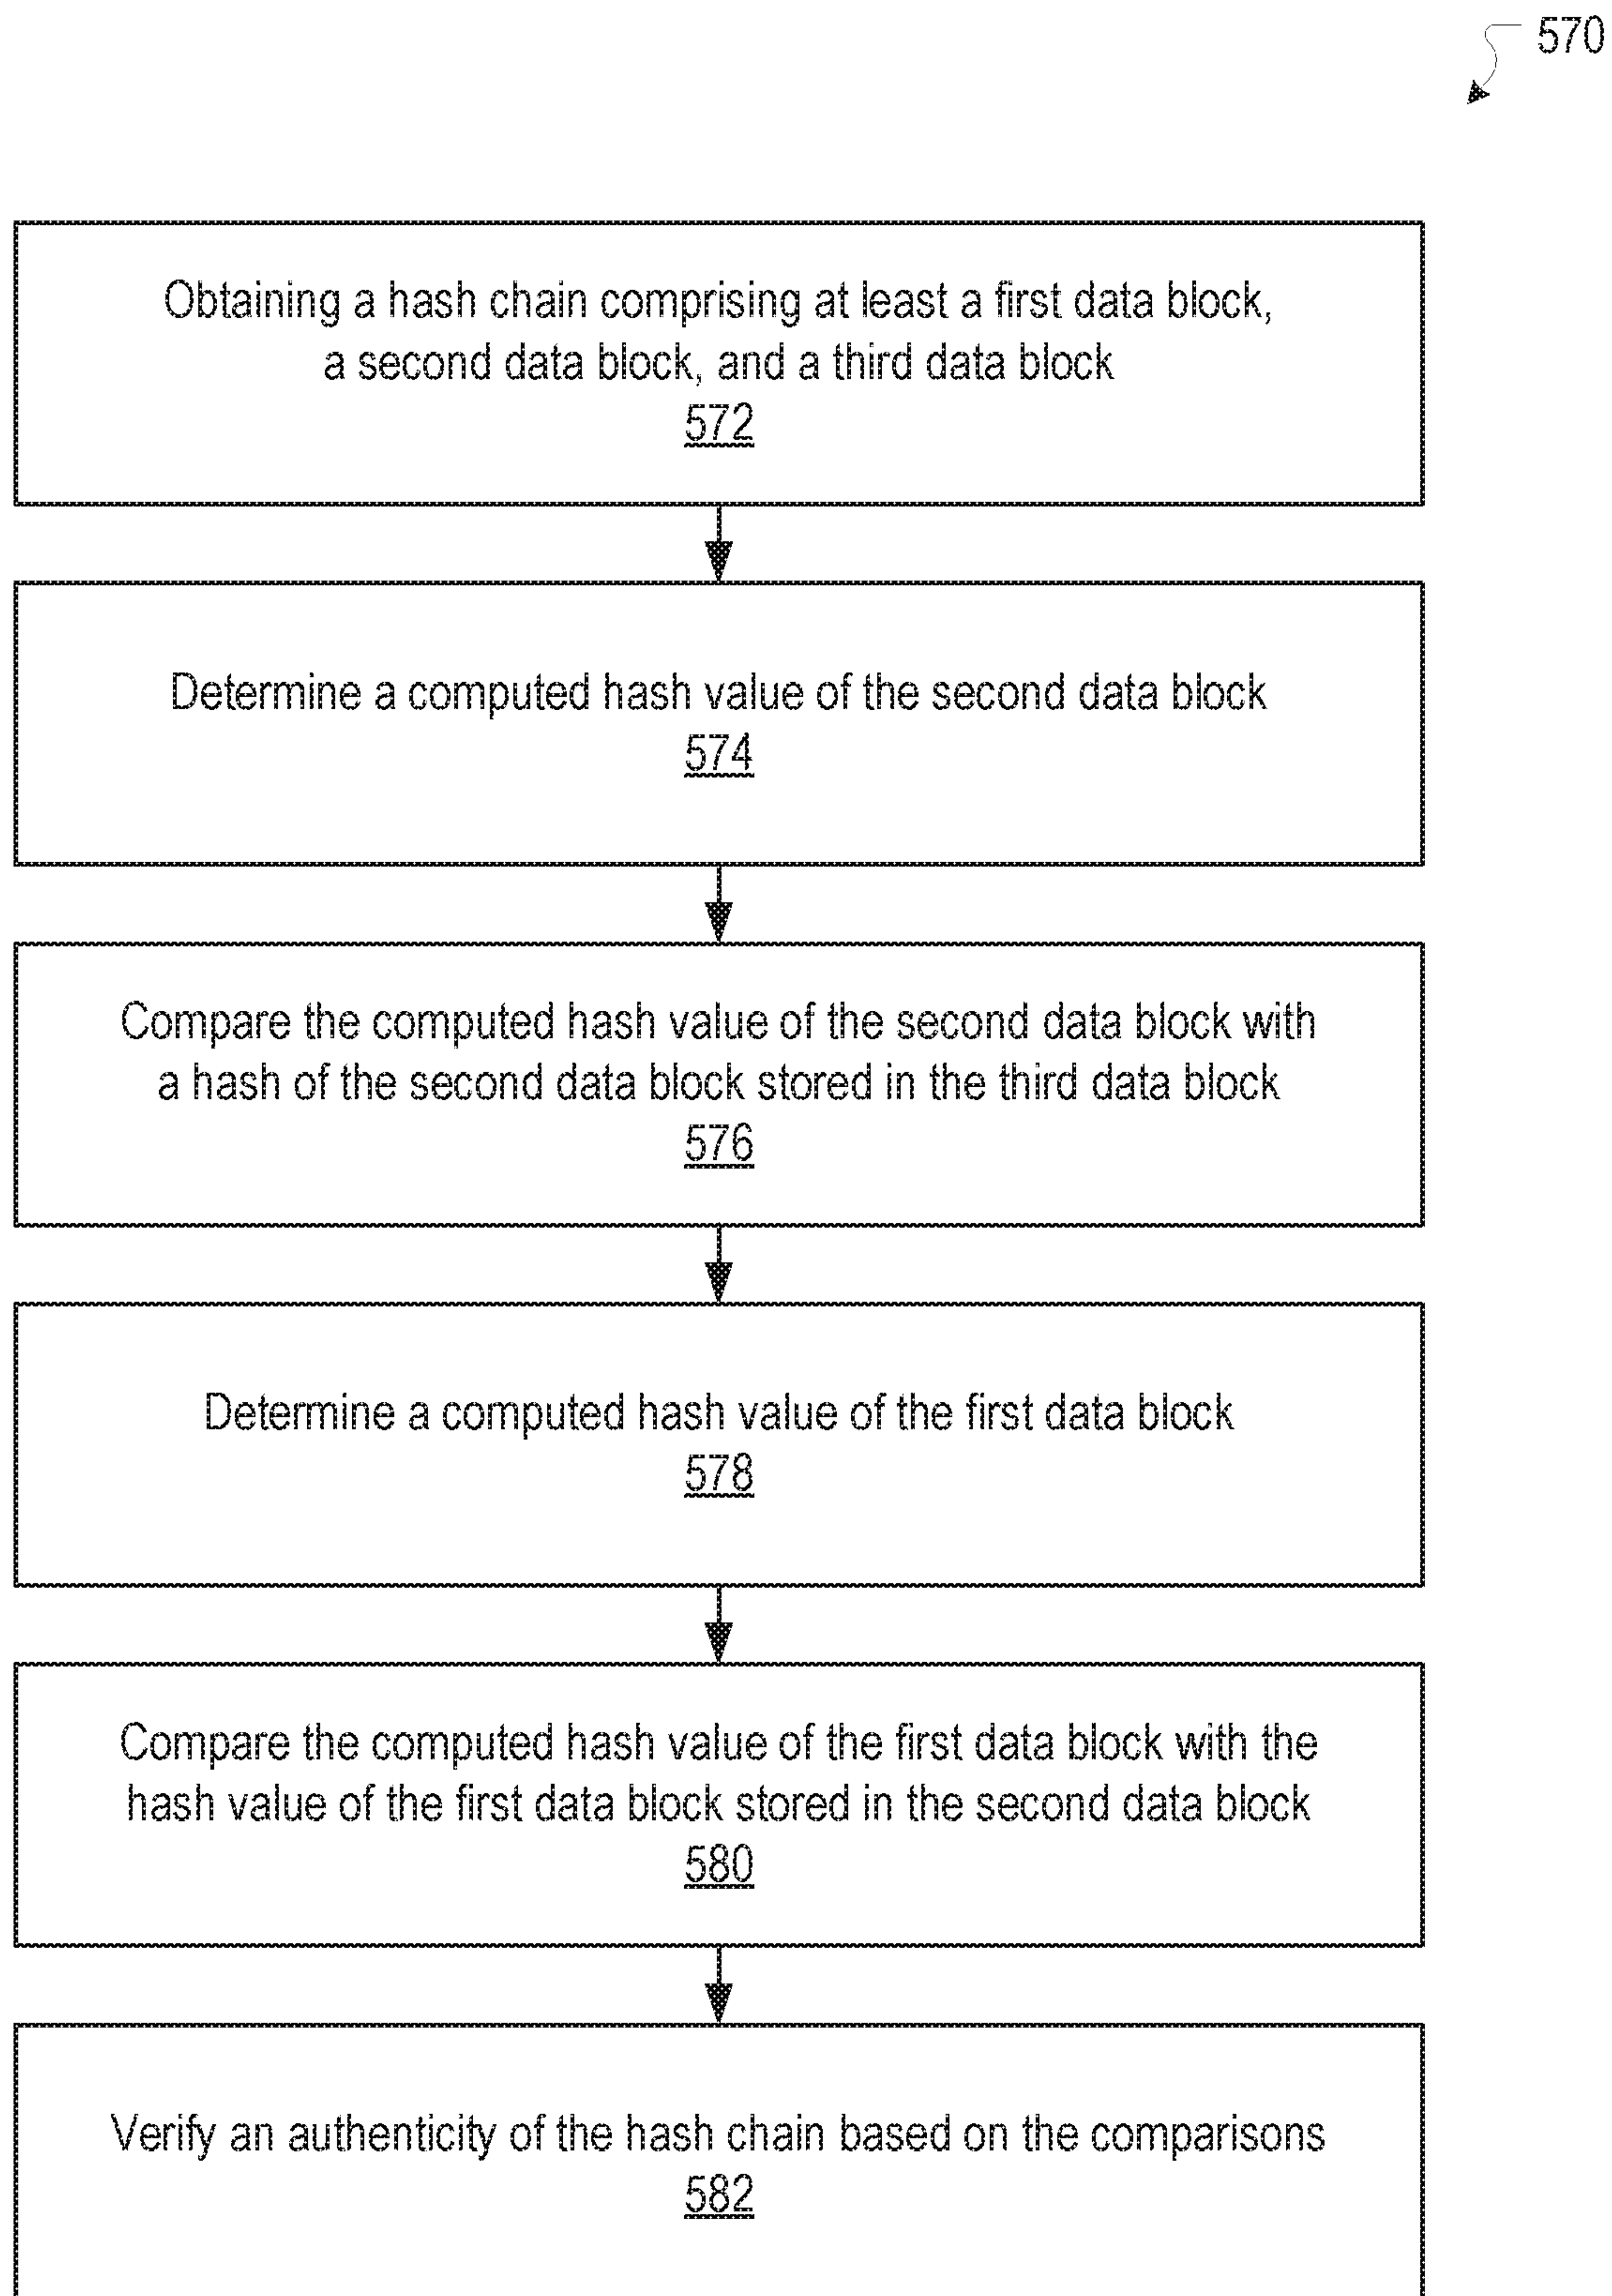 570
Obtaining a hash chain comprising at least a first data block,
a second data block, and a third data block
572
Determine a computed hash value of the second data block
574
Compare the computed hash value of the second data block with
a hash of the second data block stored in the third data block
576
Determine a computed hash value of the first data block
578
Compare the computed hash value of the first data block with the
hash value of the first data block stored in the second data block
580
Verify an authenticity of the hash chain based on the comparisons
582